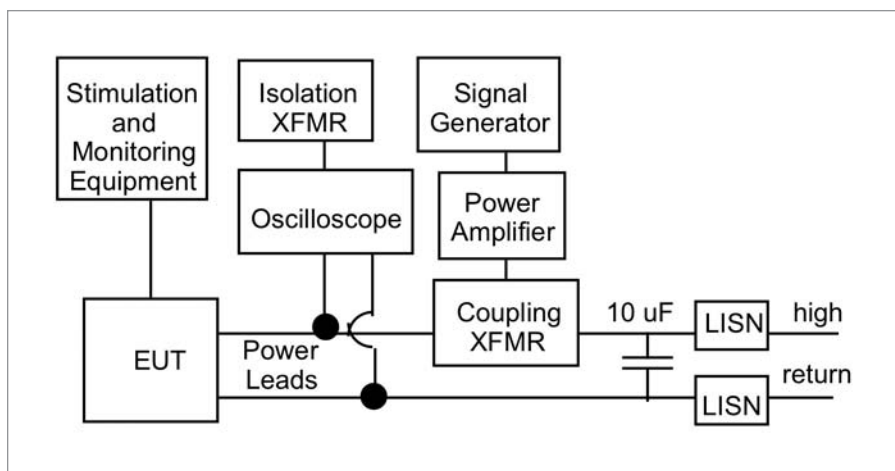 Stimulation
and
Monitoring
Equipment
Isolation
XFMR
Signal
Generator
Oscilloscope
Power
Amplifier
EUT
Power
Leads
Coupling
XFMR
10 uF
LISN
high
return
LISN